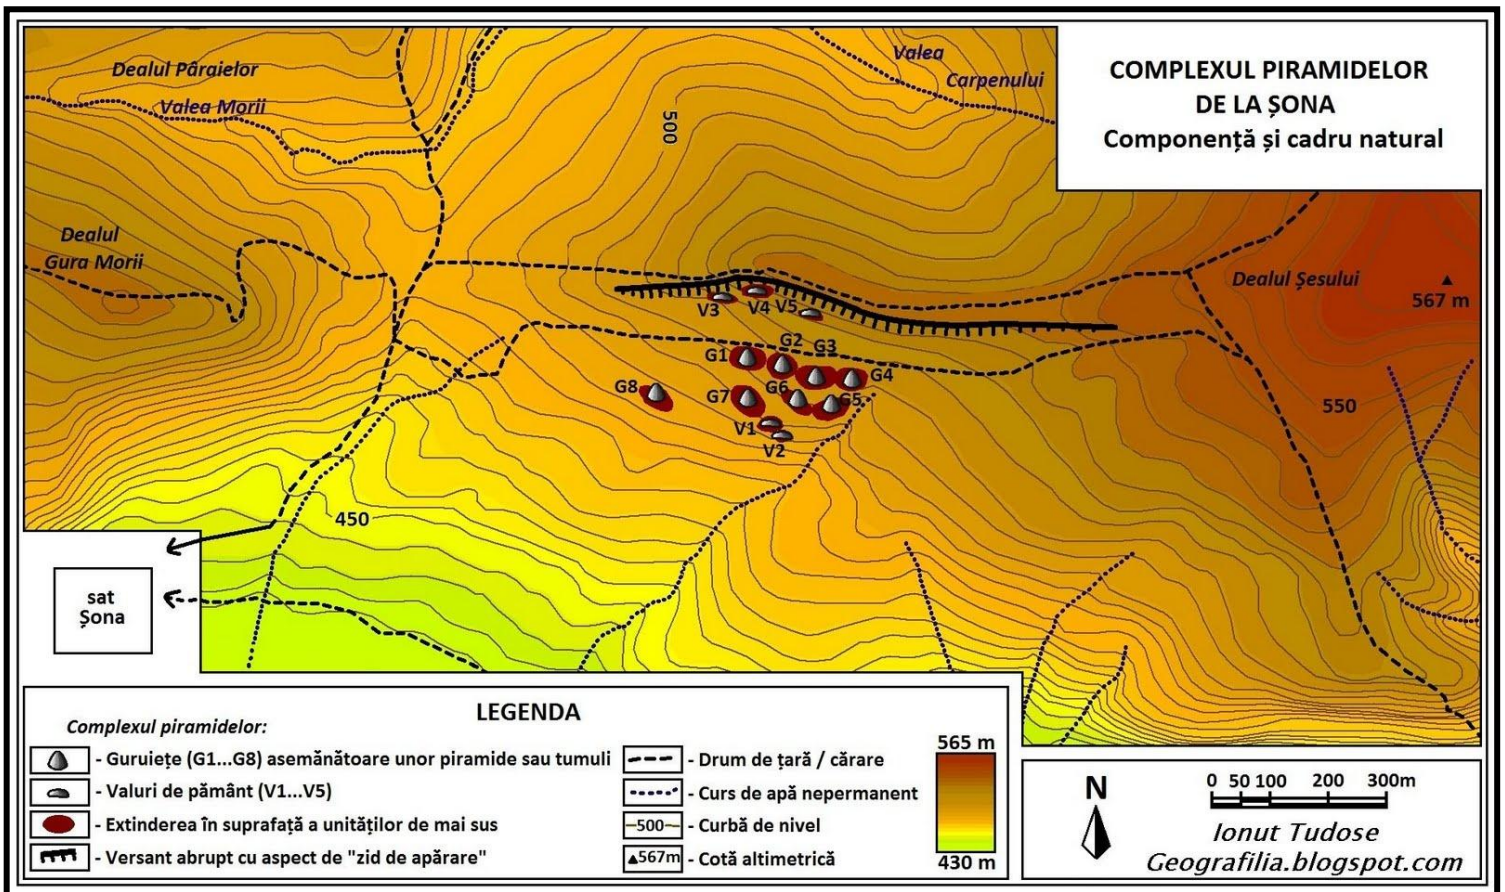 COMPLEXUL PIRAMIDELOR
DE LA ȘONA
Componență și cadru natural
Dealul Pâraielor
Valea Morii
Valea
Carpenului
500
Dealul
Gura Morii
Dealul Șesului
567 m
V3
V4
V5
G1
G2
G3
G4
G8
G7
G6
G5
V1
V2
550
450
sat
Șona
LEGENDA
Complexul piramidelor:
- Guruiețe (G1...G8) asemănătoare unor piramide sau tumuli
- Valuri de pământ (V1...V5)
- Extinderea în suprafață a unităților de mai sus
- Versant abrupt cu aspect de "zid de apărare"
- Drum de țară / cărare
- Curs de apă nepermanent
500 - Curbă de nivel
567m - Cotă altimetrică
565 m
430 m
N
0 50 100 200 300m
Ionut Tudose
Geografilia.blogspot.com